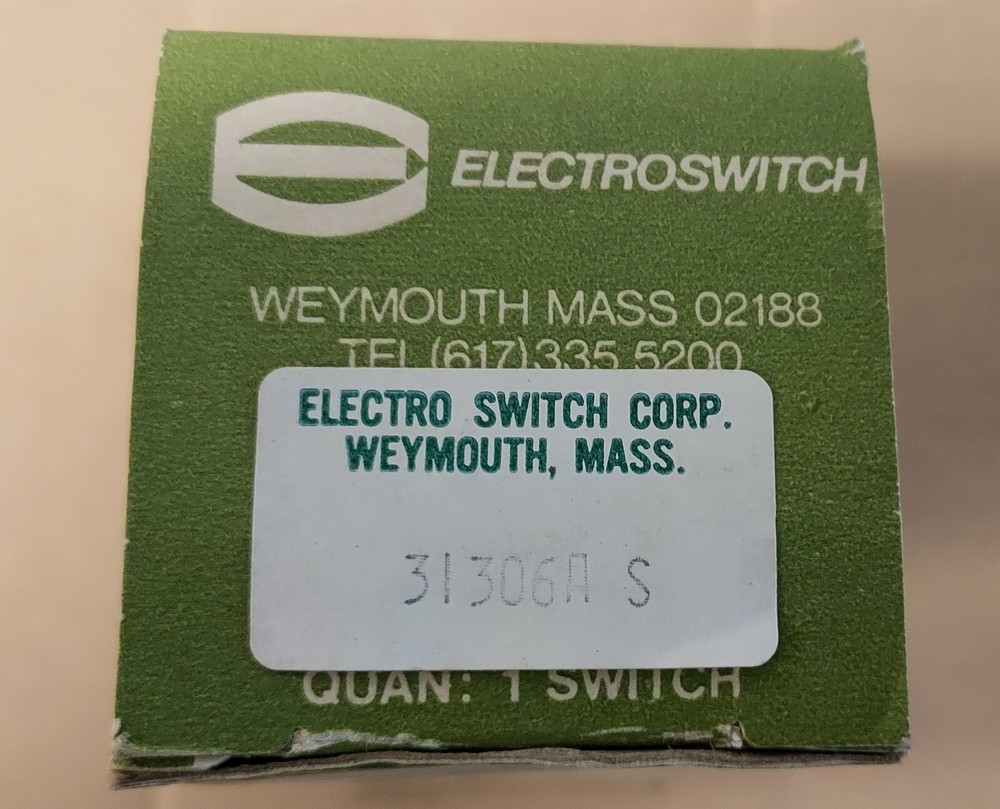 ELECTROSWITCH
WEYMOUTH MASS 02188
TEL (617) 335 5200
ELECTRO SWITCH CORP.
WEYMOUTH, MASS.
31306A S
QUAN: 1 SWITCH